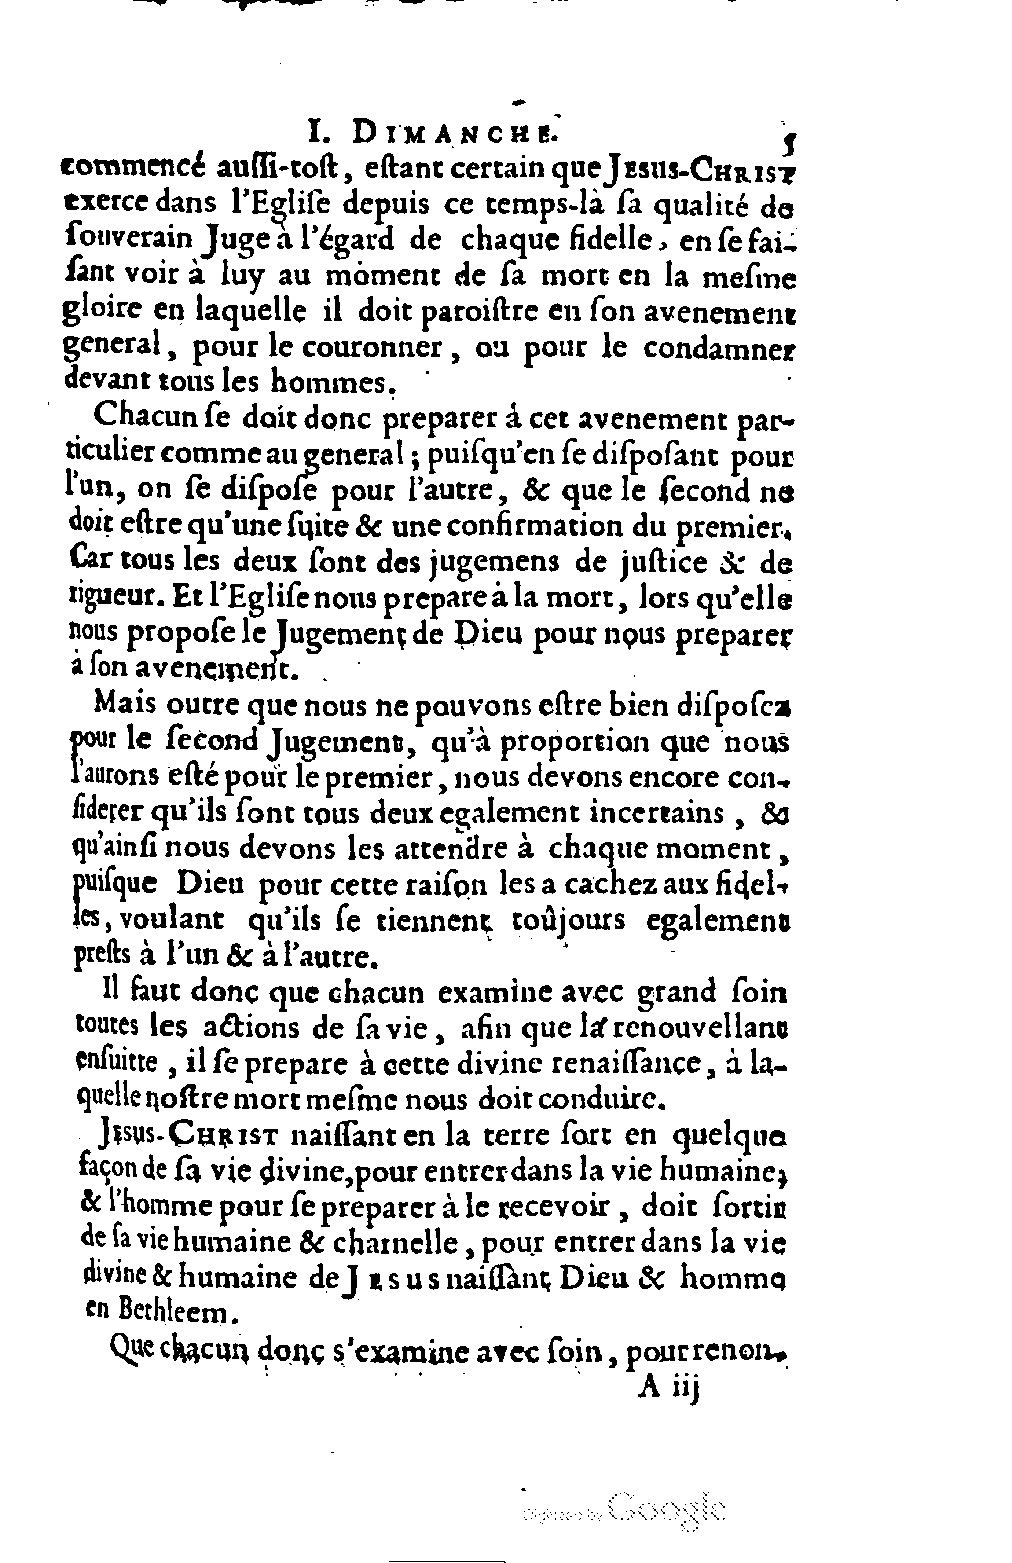 I. DIMANCHE. 5
commencé auſſi-toſt, eſtant certain que JESUS-CHRIST
exerce dans l'Egliſe depuis ce temps-là ſa qualité de
ſouverain Juge à l'égard de chaque fidelle, en ſe fai-
ſant voir à luy au moment de ſa mort en la meſme
gloire en laquelle il doit paroiſtre en ſon avenement
general, pour le couronner, ou pour le condamner
devant tous les hommes.
Chacun ſe doit donc preparer à cet avenement par-
ticulier comme au general; puiſqu'en ſe diſpoſant pour
l'un, on ſe diſpoſe pour l'autre, & que le ſecond ne
doit eſtre qu'une ſuite & une confirmation du premier.
Car tous les deux ſont des jugemens de juſtice & de
rigueur. Et l'Egliſe nous prepare à la mort, lors qu'elle
nous propoſe le Jugement de Dieu pour nous preparer
à ſon avenement.
Mais outre que nous ne pouvons eſtre bien diſpoſez
pour le ſecond Jugement, qu'à proportion que nous
l'aurons eſté pour le premier, nous devons encore con-
ſiderer qu'ils ſont tous deux egalement incertains, &
qu'ainſi nous devons les attendre à chaque moment,
puiſque Dieu pour cette raiſon les a cachez aux fidel-
les, voulant qu'ils ſe tiennent toûjours egalement
preſts à l'un & à l'autre.
Il faut donc que chacun examine avec grand ſoin
toutes les actions de ſa vie, afin que la renouvellant
enſuitte, il ſe prepare à cette divine renaiſſance, à la-
quelle noſtre mort meſme nous doit conduire.
JESUS-CHRIST naiſſant en la terre ſort en quelque
façon de ſa vie divine, pour entrer dans la vie humaine;
& l'homme pour ſe preparer à le recevoir, doit ſortir
de ſa vie humaine & charnelle, pour entrer dans la vie
divine & humaine de JESUS naiſſant Dieu & homme
en Bethleem.
Que chacun donc s'examine avec ſoin, pour renon-
A iij
Digitized by Google